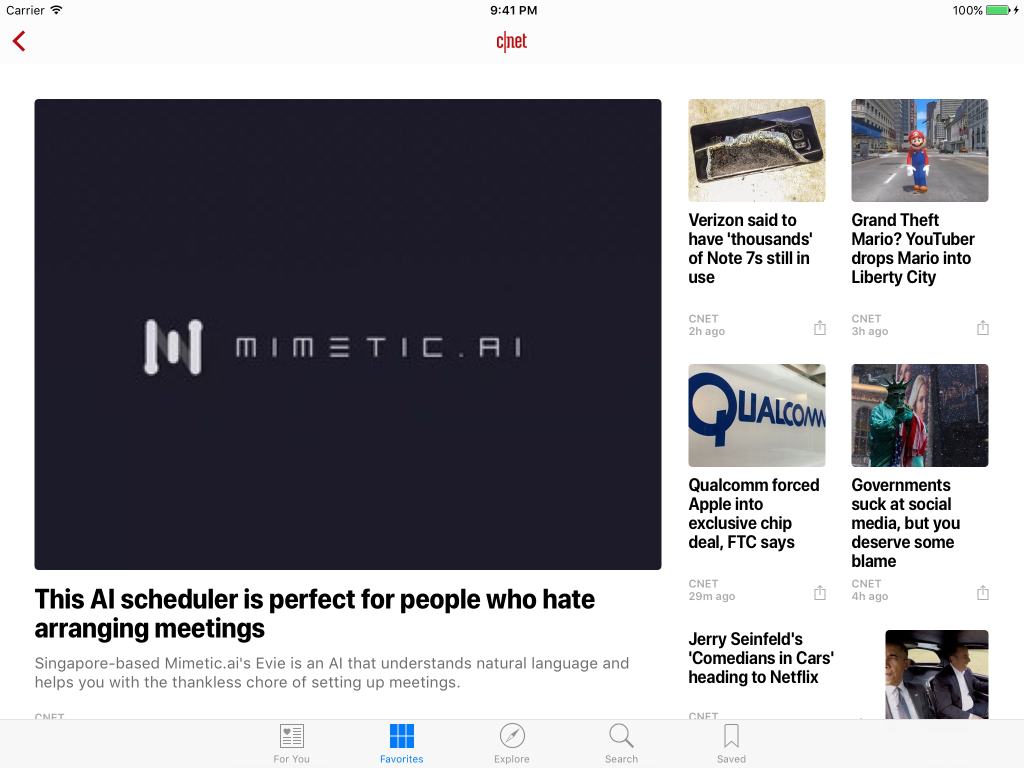 Carrier
9:41 PM
100%
c|net
MIMETIC.AI
This AI scheduler is perfect for people who hate
arranging meetings
Singapore-based Mimetic.ai's Evie is an AI that understands natural language and
helps you with the thankless chore of setting up meetings.
CNET
Verizon said to
have 'thousands'
of Note 7s still in
use
CNET
2h ago
Grand Theft
Mario? YouTuber
drops Mario into
Liberty City
CNET
3h ago
QUALCOMM
Qualcomm forced
Apple into
exclusive chip
deal, FTC says
CNET
29m ago
Governments
suck at social
media, but you
deserve some
blame
CNET
4h ago
Jerry Seinfeld's
'Comedians in Cars'
heading to Netflix
CNET
For You
Favorites
Explore
Search
Saved